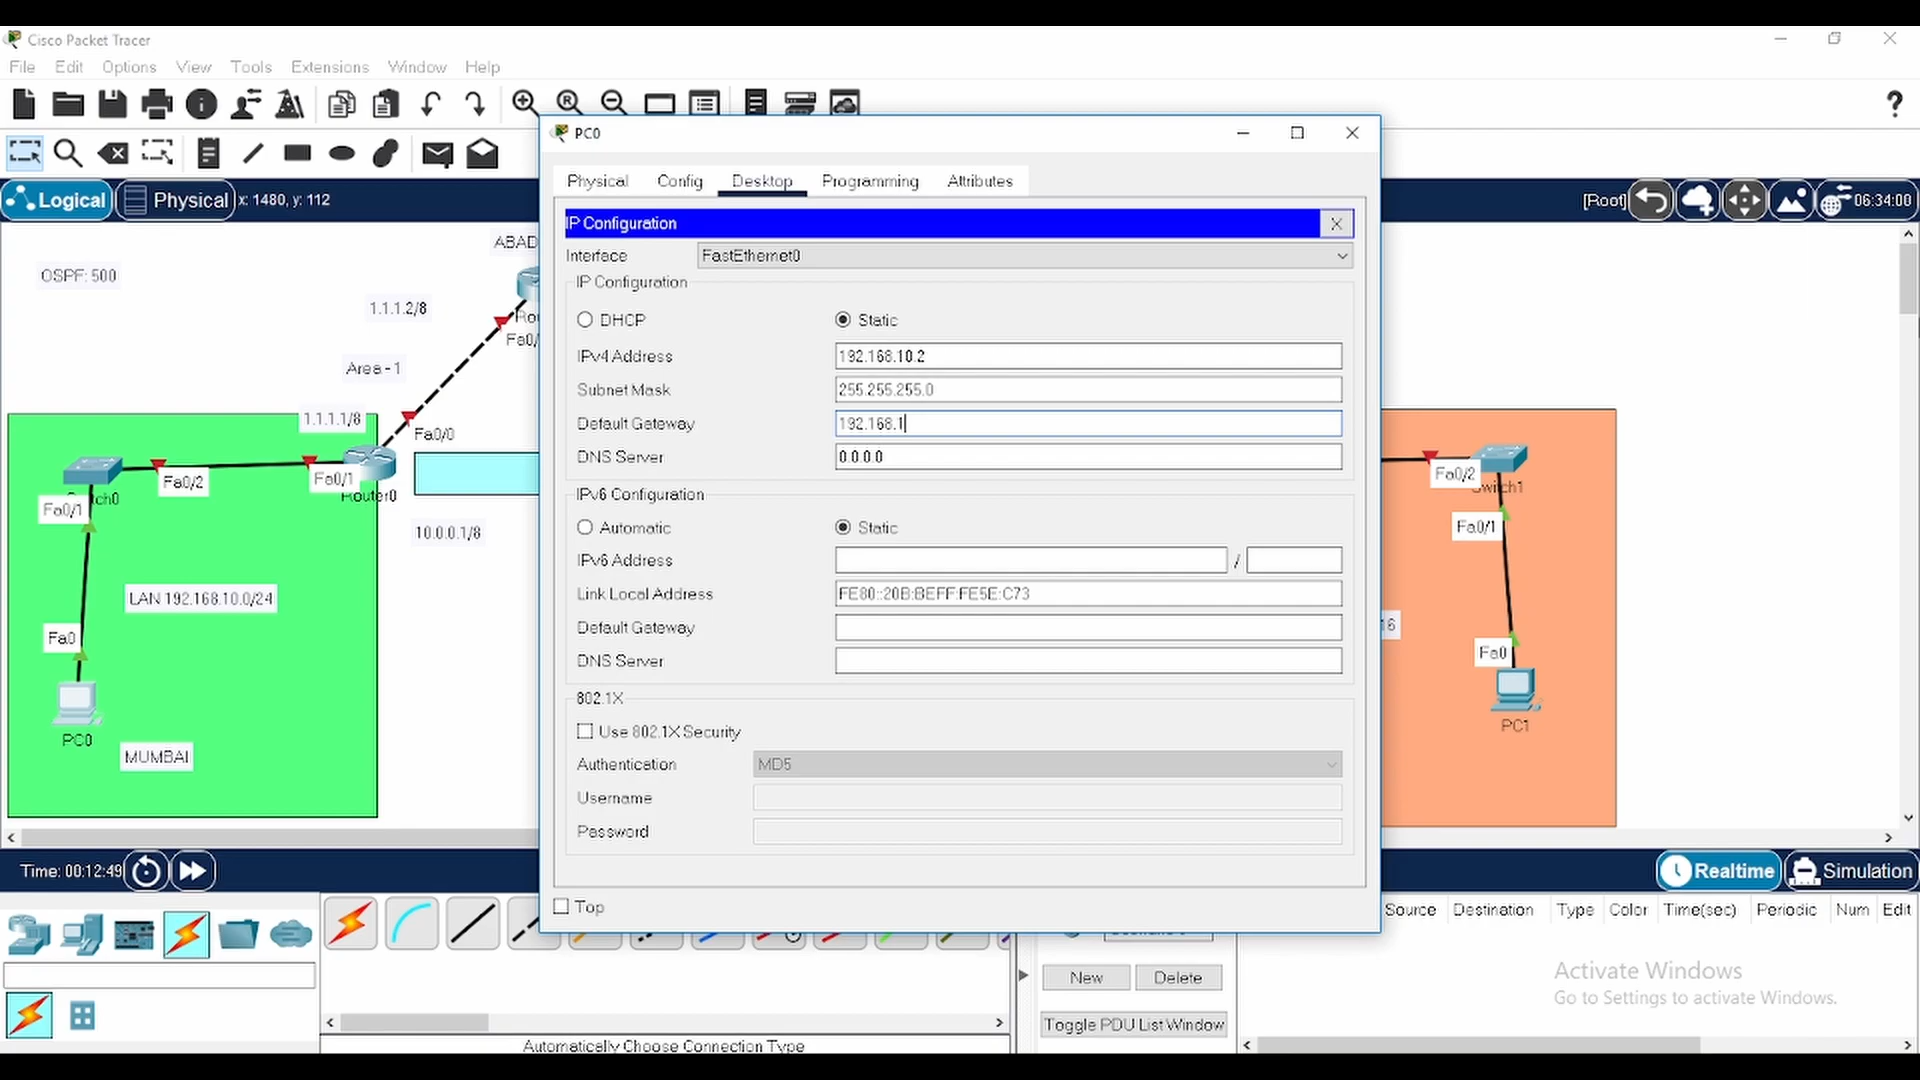 Cisco Packet Tracer
File Edit Options View Tools Extensions Window Help
PC0
Physical Config Desktop Programming Attributes
Logical Physical x: 1480, y: 112
[Root] 06:34:00
IP Configuration
Interface FastEthernet0
IP Configuration
DHCP Static
IPv4 Address 192.168.10.2
Subnet Mask 255.255.255.0
Default Gateway 192.168.1
DNS Server 0.0.0.0
IPv6 Configuration
Automatic Static
IPv6 Address /
Link Local Address FE80::20B:BEFF:FE5E:C73
Default Gateway
DNS Server
802.1X
Use 802.1X Security
Authentication MD5
Username
Password
Top
ABAD
OSPF: 500
1.1.1.2/8
Fa0/
Area - 1
1.1.1.1/8
Fa0/0
Fa0/2
Fa0/1
Router0
Fa0/1
10.0.0.1/8
LAN 192.168.10.0/24
Fa0
PC0
MUMBAI
Fa0/2
Switch1
Fa0/1
16
Fa0
PC1
Time: 00:12:49
Realtime Simulation
Source Destination Type Color Time(sec) Periodic Num Edit
New Delete
Toggle PDU List Window
Automatically Choose Connection Type
Activate Windows
Go to Settings to activate Windows.